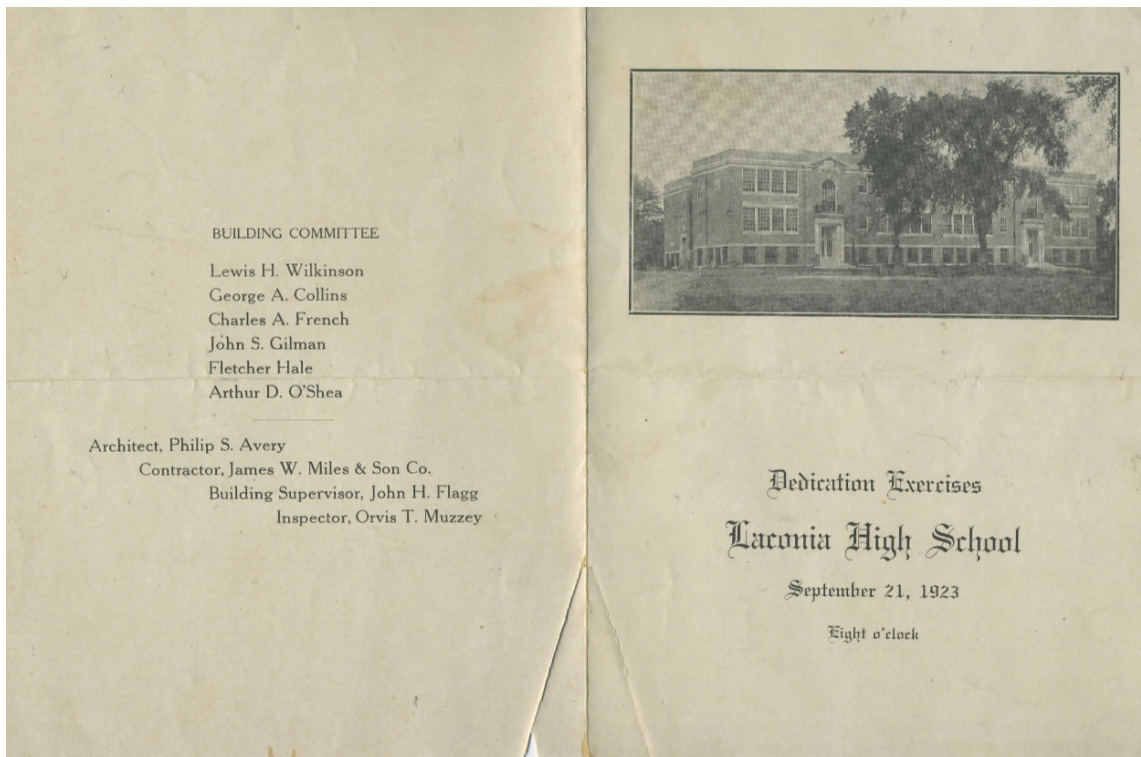 BUILDING COMMITTEE
Lewis H. Wilkinson
George A. Collins
Charles A. French
John S. Gilman
Fletcher Hale
Arthur D. O'Shea
Architect, Philip S. Avery
Contractor, James W. Miles & Son Co.
Building Supervisor, John H. Flagg
Inspector, Orvis T. Muzzey
Dedication Exercises
Laconia High School
September 21, 1923
Eight o'clock